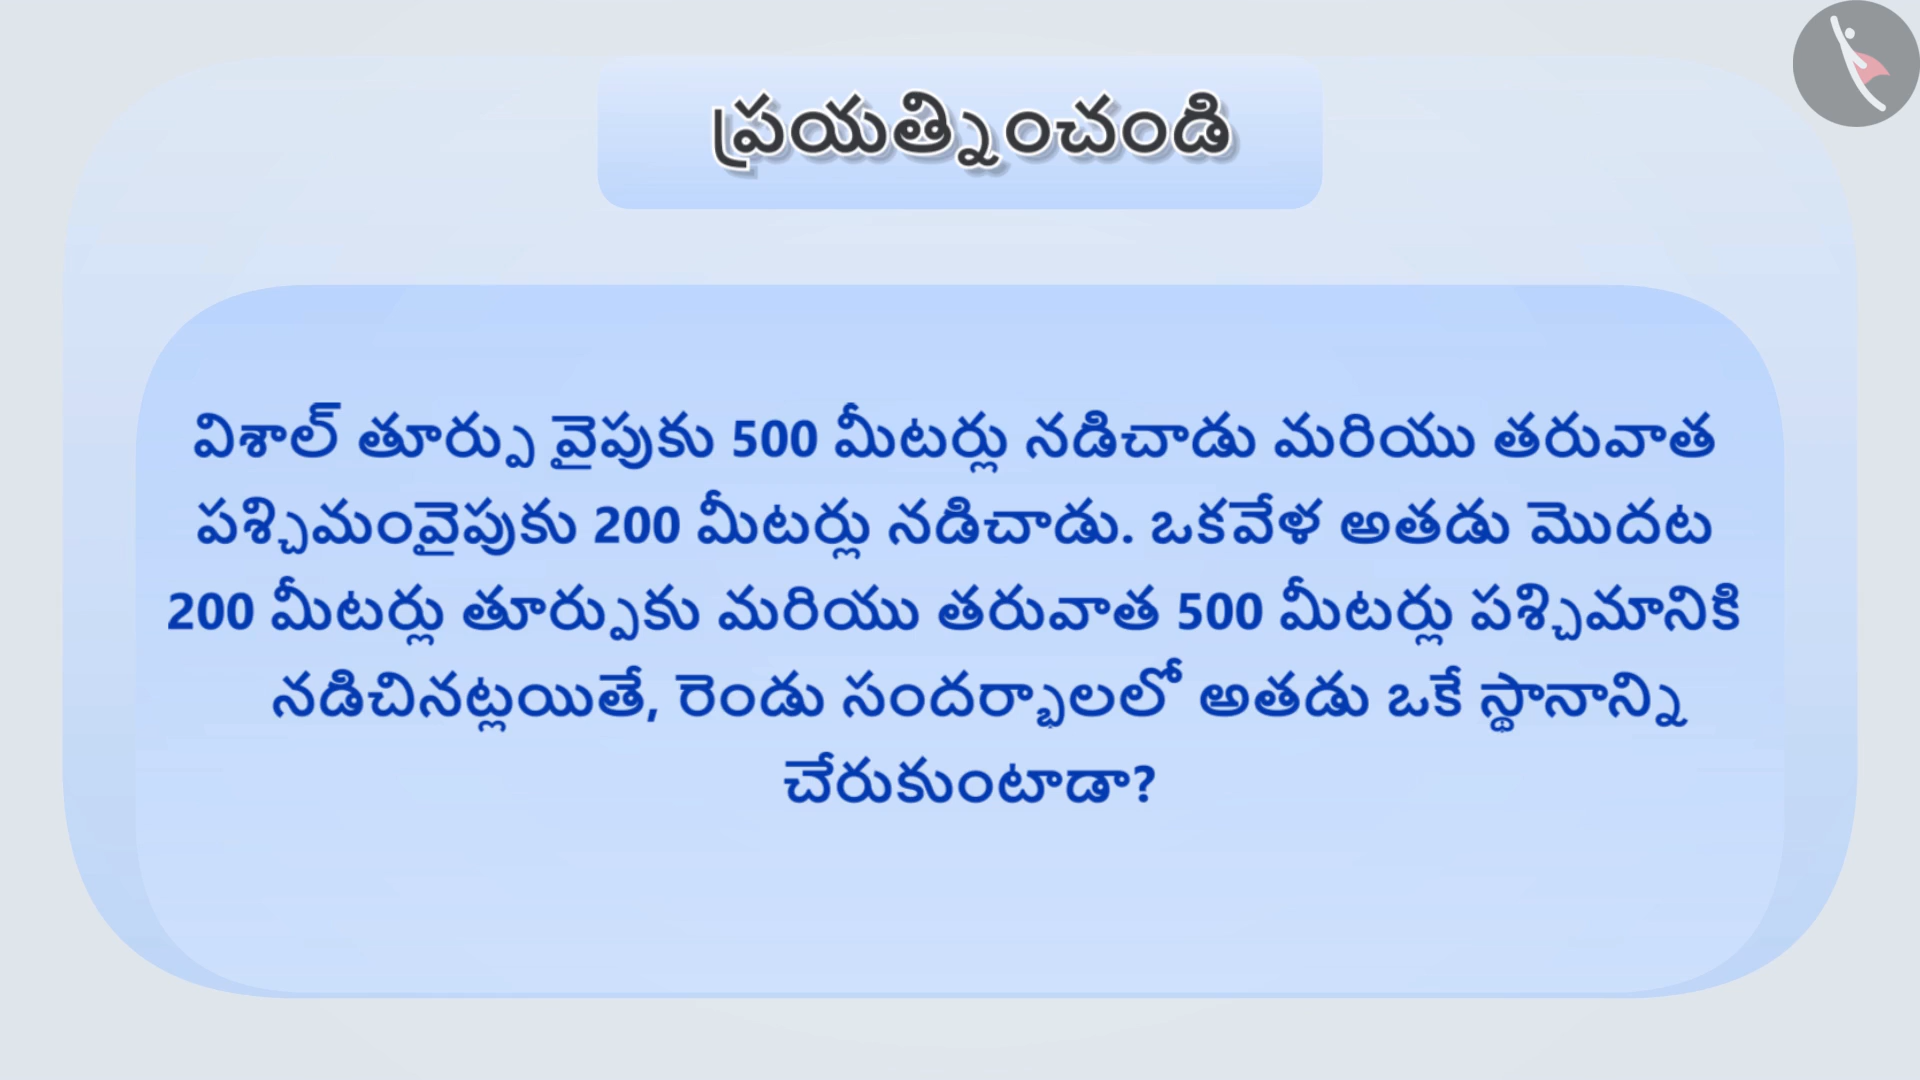 ప్రయత్నించండి
విశాల్ తూర్పు వైపుకు 500 మీటర్లు నడిచాడు మరియు తరువాత
పశ్చిమంవైపుకు 200 మీటర్లు నడిచాడు. ఒకవేళ అతడు మొదట
200 మీటర్లు తూర్పుకు మరియు తరువాత 500 మీటర్లు పశ్చిమానికి
నడిచినట్లయితే, రెండు సందర్భాలలో అతడు ఒకే స్థానాన్ని
చేరుకుంటాడా?